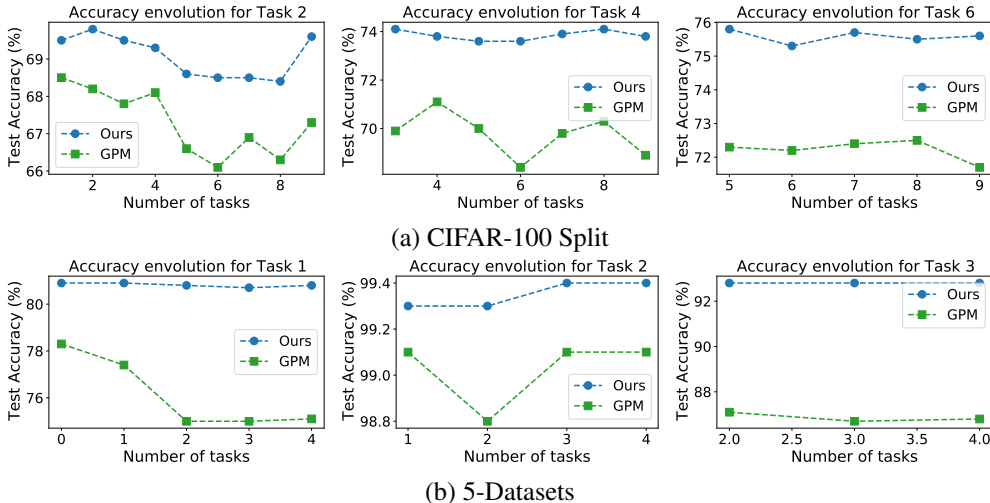 Accuracy envolution for Task 2
Test Accuracy (%)
69
68
67
66
Ours
GPM
2 4 6 8
Number of tasks
Accuracy envolution for Task 4
Test Accuracy (%)
74
72
70
Ours
GPM
4 6 8
Number of tasks
Accuracy envolution for Task 6
Test Accuracy (%)
76
75
74
73
72
Ours
GPM
5 6 7 8 9
Number of tasks
(a) CIFAR-100 Split
Accuracy envolution for Task 1
Test Accuracy (%)
80
78
76
Ours
GPM
0 1 2 3 4
Number of tasks
Accuracy envolution for Task 2
Test Accuracy (%)
99.4
99.2
99.0
98.8
Ours
GPM
1 2 3 4
Number of tasks
Accuracy envolution for Task 3
Test Accuracy (%)
92
90
88
Ours
GPM
2.0 2.5 3.0 3.5 4.0
Number of tasks
(b) 5-Datasets